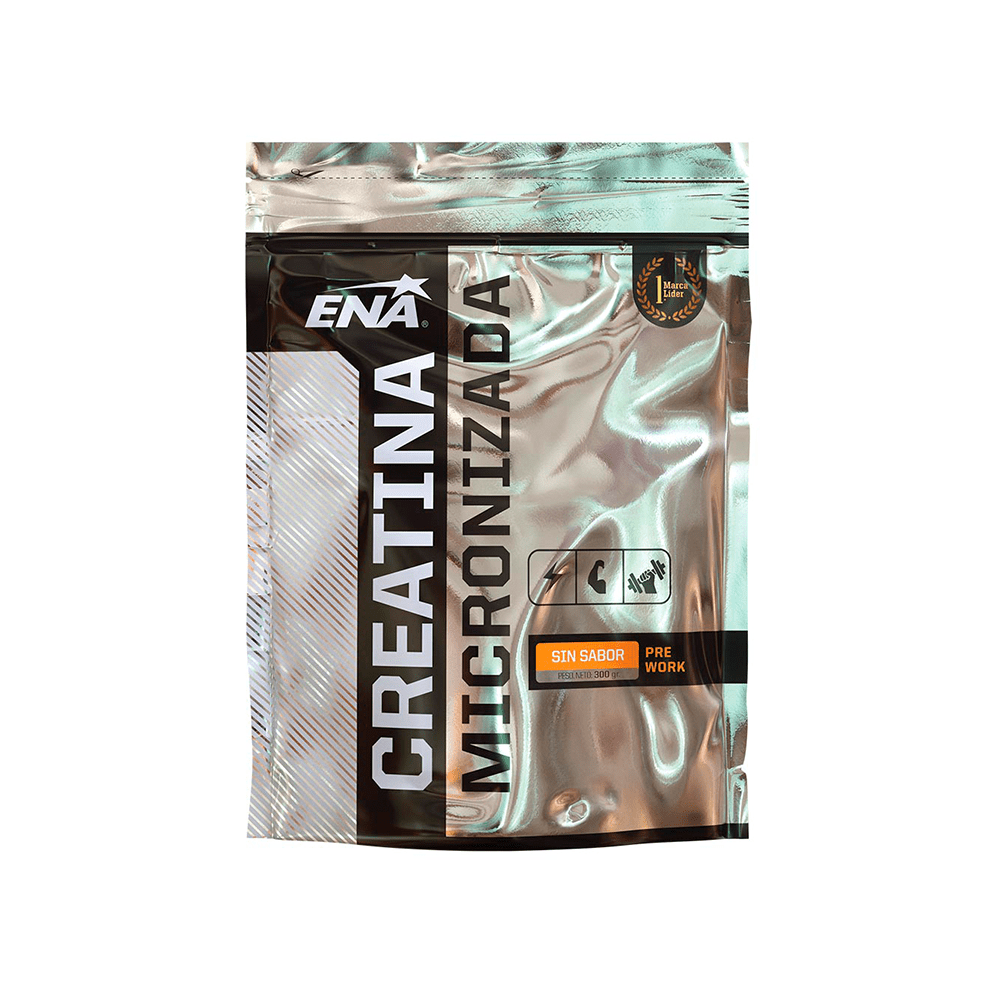 ENA®
CREATINA
MICRONIZADA
1 Marca
Líder
SIN SABOR
PESO NETO: 300 gr.
PRE
WORK